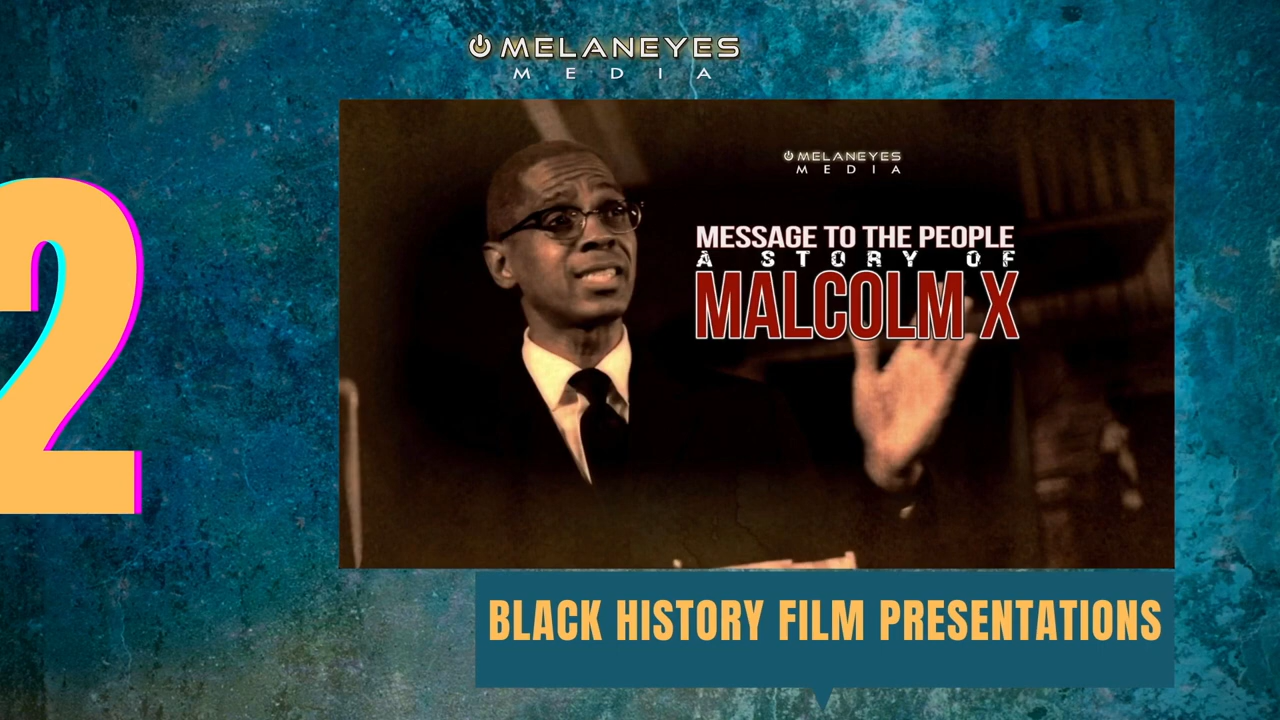 MELANEYES
MEDIA
2
MELANEYES
MEDIA
MESSAGE TO THE PEOPLE
A STORY OF
MALCOLM X
BLACK HISTORY FILM PRESENTATIONS